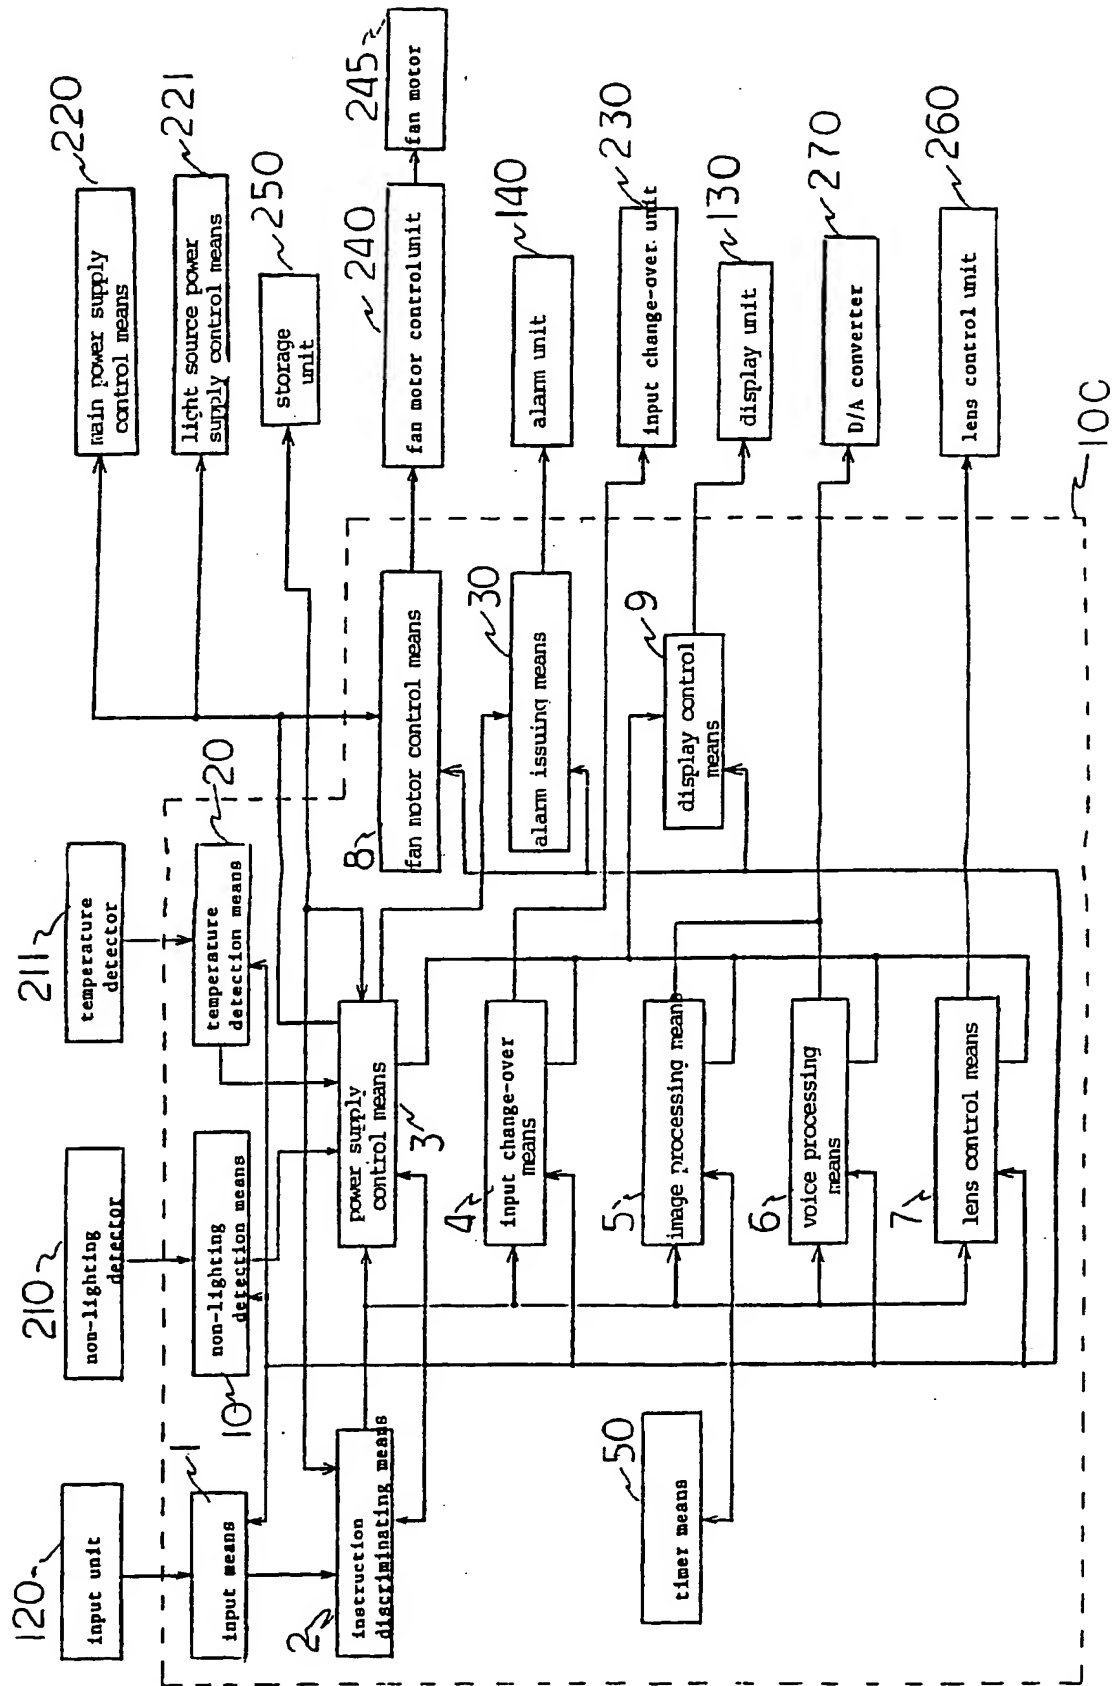 120
input unit
210
non-lighting
detector
211
temperature
detector
1
input means
10
non-lighting
detection means
20
temperature
detection means
2
instruction
discriminating means
3
power supply
control means
4
input change-over
means
5
image processing means
6
voice processing
means
7
lens control means
50
timer means
8
fan motor control means
30
alarm issuing means
9
display control
means
220
main power supply
control means
221
light source power
supply control means
250
storage
unit
240
fan motor controlunit
245
fan motor
140
alarm unit
230
input change-over unit
130
display unit
270
D/A converter
260
lens control unit